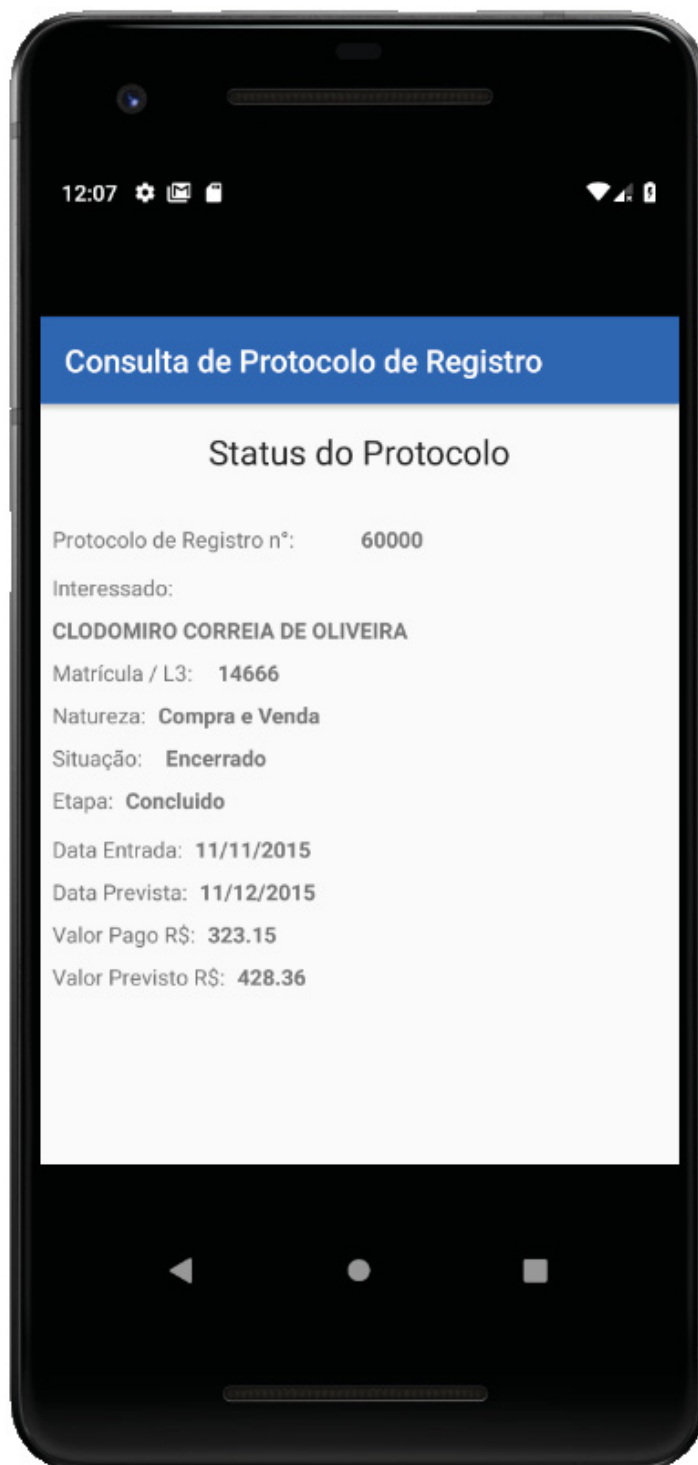 12:07
Consulta de Protocolo de Registro
Status do Protocolo
Protocolo de Registro n°: 60000
Interessado:
CLODOMIRO CORREIA DE OLIVEIRA
Matrícula / L3: 14666
Natureza: Compra e Venda
Situação: Encerrado
Etapa: Concluido
Data Entrada: 11/11/2015
Data Prevista: 11/12/2015
Valor Pago R$: 323.15
Valor Previsto R$: 428.36